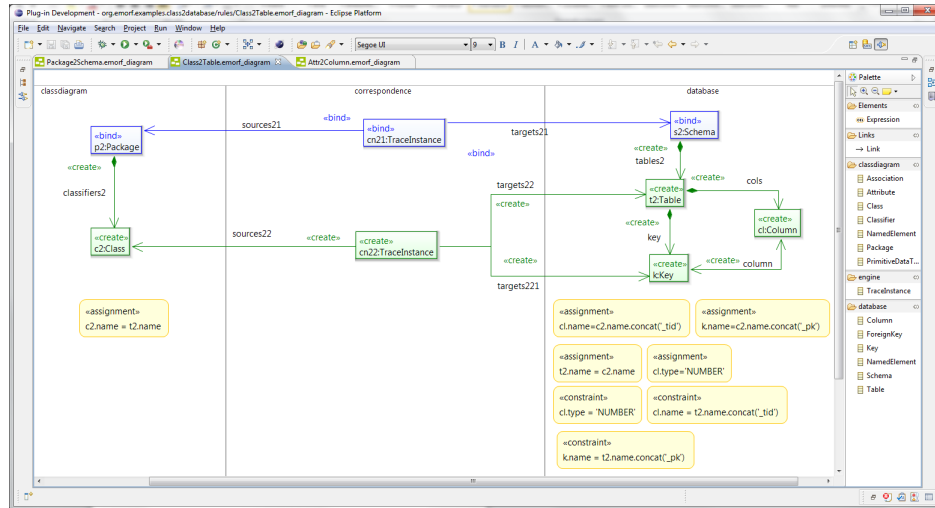 Plug-in Development - org.emorf.examples.class2database/rules/Class2Table.emorf_diagram - Eclipse Platform
File Edit Navigate Search Project Run Window Help
Segoe UI 9 B I A
Package2Schema.emorf_diagram Class2Table.emorf_diagram Attr2Column.emorf_diagram
classdiagram correspondence database
«bind»
p2:Package
sources21
«bind»
«bind»
cn21:TraceInstance
targets21
«bind»
s2:Schema
«bind»
«create»
classifiers2
«create»
tables2
targets22
«create»
«create»
t2:Table
«create»
cols
«create»
cl:Column
«create»
key
«create»
c2:Class
sources22
«create»
«create»
cn22:TraceInstance
«create»
targets221
«create»
k:Key
«create»
column
«assignment»
c2.name = t2.name
«assignment»
cl.name=c2.name.concat('_tid')
«assignment»
k.name=c2.name.concat('_pk')
«assignment»
t2.name = c2.name
«assignment»
cl.type='NUMBER'
«constraint»
cl.type = 'NUMBER'
«constraint»
cl.name = t2.name.concat('_tid')
«constraint»
k.name = t2.name.concat('_pk')
Palette
Elements
Expression
Links
Link
classdiagram
Association
Attribute
Class
Classifier
NamedElement
Package
PrimitiveDataT...
engine
TraceInstance
database
Column
ForeignKey
Key
NamedElement
Schema
Table